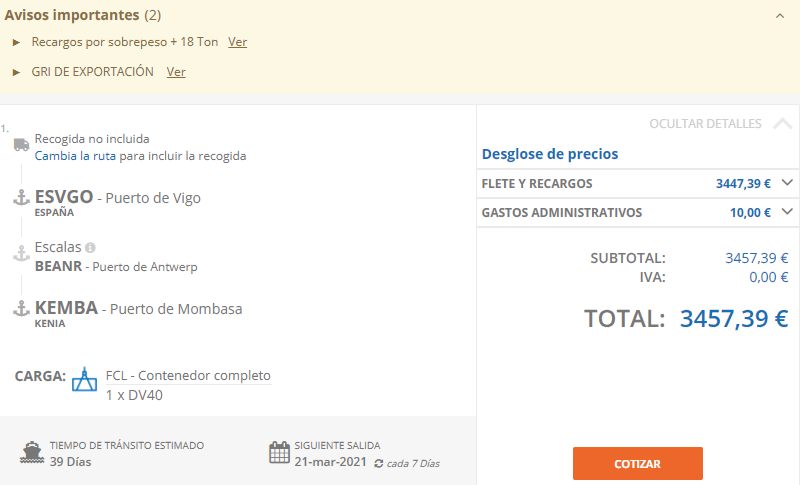 Avisos importantes (2)
Recargos por sobrepeso + 18 Ton Ver
GRI DE EXPORTACIÓN Ver
1.
Recogida no incluida
Cambia la ruta para incluir la recogida
ESVGO - Puerto de Vigo
ESPAÑA
Escalas
BEANR - Puerto de Antwerp
KEMBA - Puerto de Mombasa
KENIA
CARGA: FCL - Contenedor completo
1 x DV40
TIEMPO DE TRÁNSITO ESTIMADO
39 Días
SIGUIENTE SALIDA
21-mar-2021 cada 7 Días
OCULTAR DETALLES
Desglose de precios
FLETE Y RECARGOS 3447,39 €
GASTOS ADMINISTRATIVOS 10,00 €
SUBTOTAL: 3457,39 €
IVA: 0,00 €
TOTAL: 3457,39 €
COTIZAR